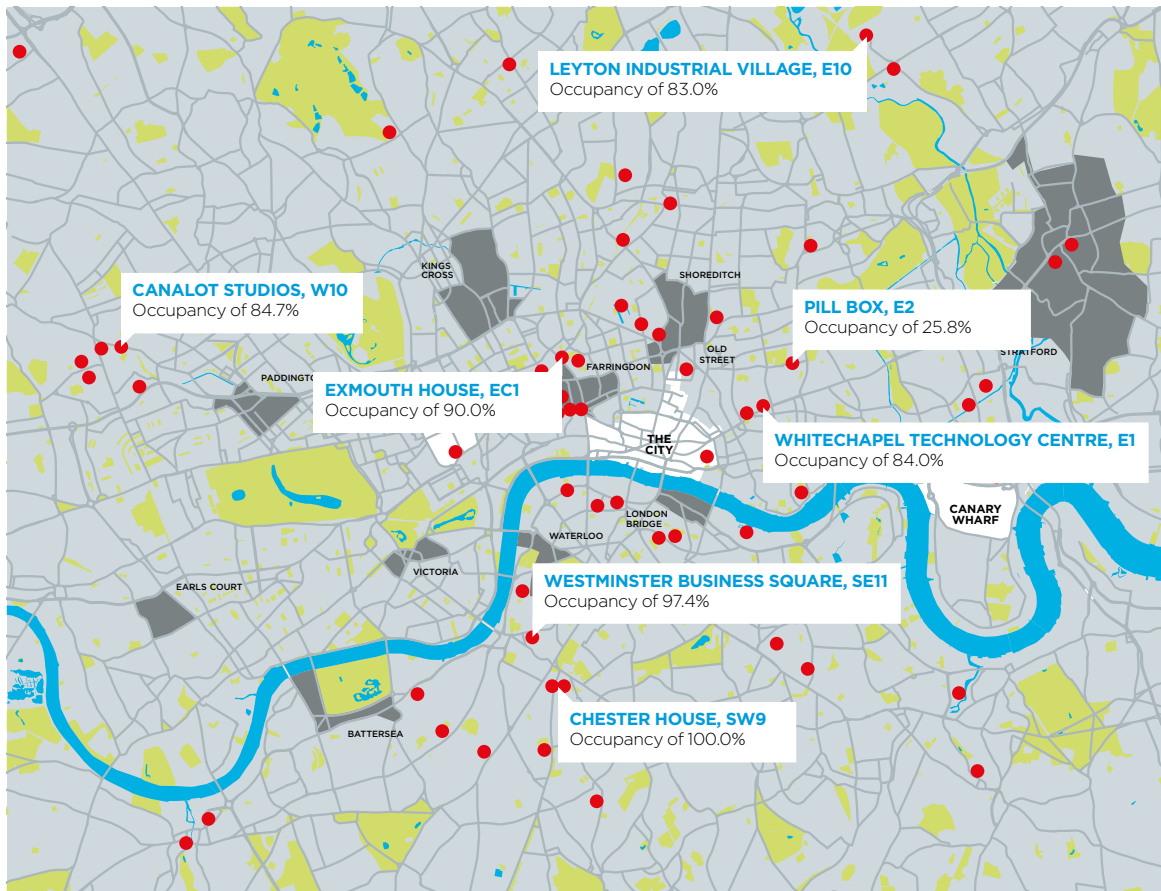 LEYTON INDUSTRIAL VILLAGE, E10
Occupancy of 83.0%
KINGS
CROSS
SHOREDITCH
CANALOT STUDIOS, W10
Occupancy of 84.7%
PILL BOX, E2
Occupancy of 25.8%
STRATFORD
OLD
STREET
FARRINGDON
PADDINGTO
EXMOUTH HOUSE, EC1
Occupancy of 90.0%
THE
CITY
WHITECHAPEL TECHNOLOGY CENTRE, E1
Occupancy of 84.0%
LONDON
BRIDGE
CANARY
WHARF
WATERLOO
VICTORIA
EARLS COURT
WESTMINSTER BUSINESS SQUARE, SE11
Occupancy of 97.4%
CHESTER HOUSE, SW9
Occupancy of 100.0%
BATTERSEA